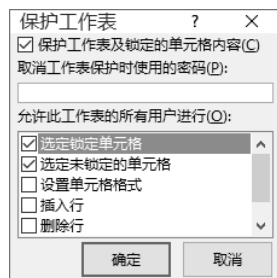 保护工作表 ? ×
保护工作表及锁定的单元格内容(C)
取消工作表保护时使用的密码(P):
允许此工作表的所有用户进行(O):
选定锁定单元格
选定未锁定的单元格
设置单元格格式
插入行
删除行
确定 取消